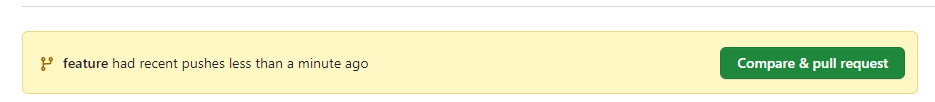 feature had recent pushes less than a minute ago
Compare & pull request